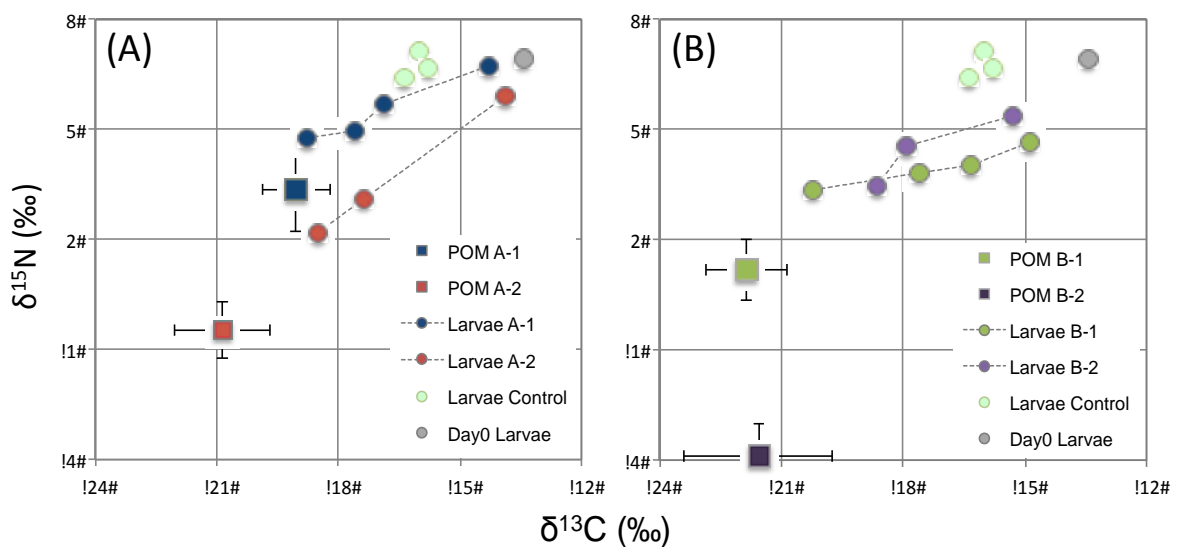 (A)
(B)
8#
5#
2#
!1#
!4#
!24#
!21#
!18#
!15#
!12#
δ15N (‰)
POM A-1
POM A-2
Larvae A-1
Larvae A-2
Larvae Control
Day0 Larvae
8#
5#
2#
!1#
!4#
!24#
!21#
!18#
!15#
!12#
POM B-1
POM B-2
Larvae B-1
Larvae B-2
Larvae Control
Day0 Larvae
δ13C (‰)